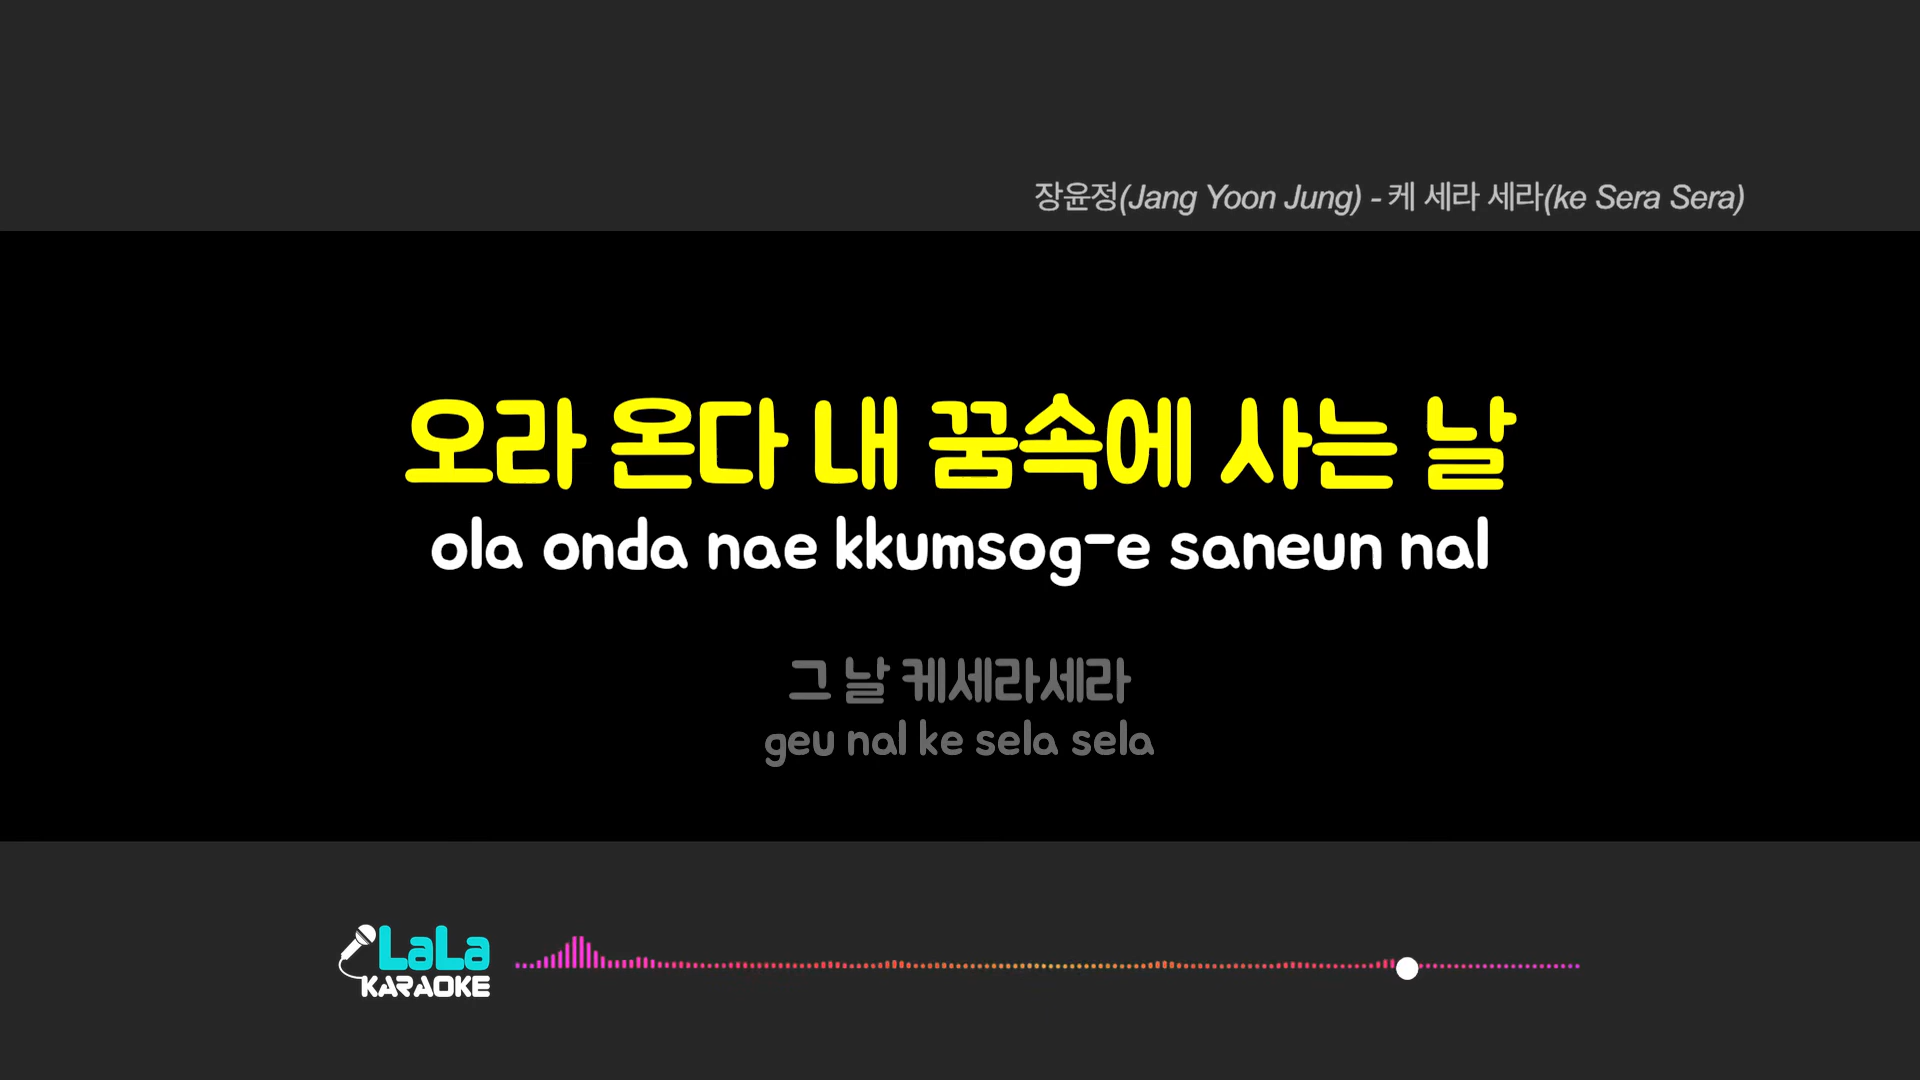 장윤정(Jang Yoon Jung) - 케 세라 세라(ke Sera Sera)
오라 온다 내 꿈속에 사는 날
ola onda nae kkumsog-e saneun nal
그 날 케세라세라
geu nal ke sela sela
LaLa
KARAOKE